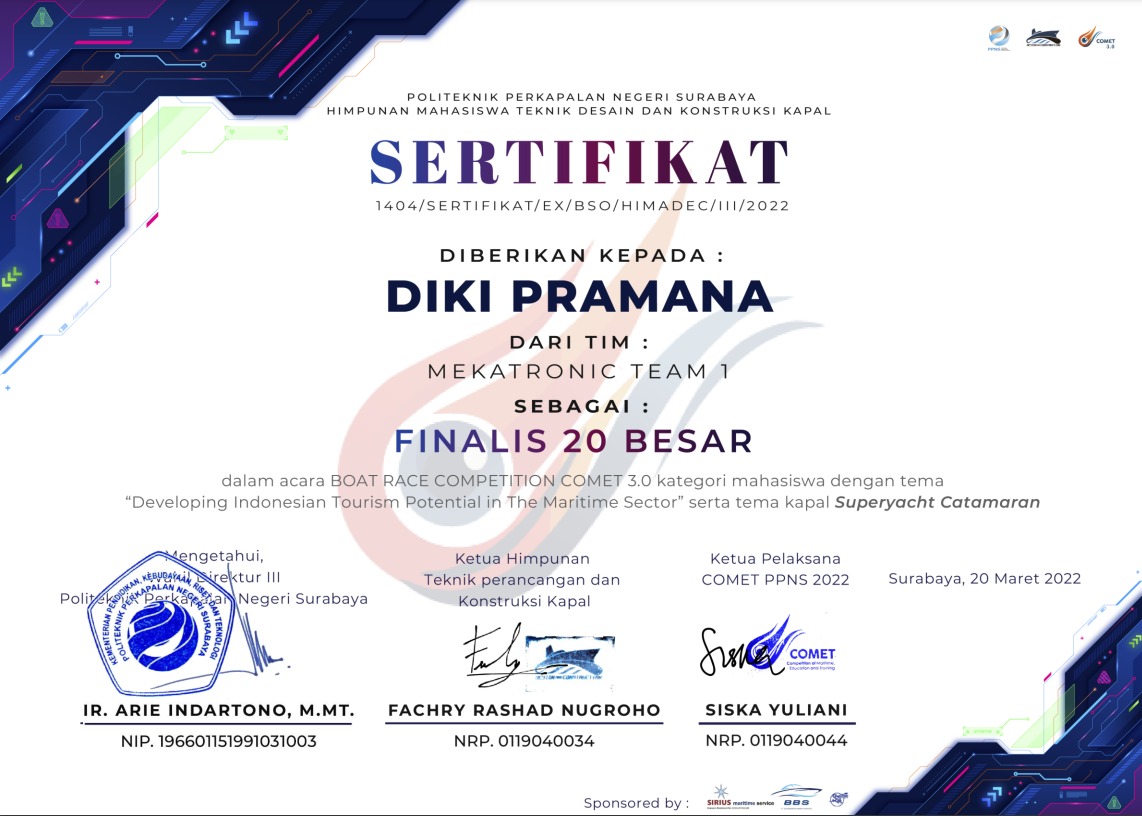 PPNS
COMET
3.0
POLITEKNIK PERKAPALAN NEGERI SURABAYA
HIMPUNAN MAHASISWA TEKNIK DESAIN DAN KONSTRUKSI KAPAL
SERTIFIKAT
1404/SERTIFIKAT/EX/BSO/HIMADEC/III/2022
DIBERIKAN KEPADA :
DIKI PRAMANA
DARI TIM :
MEKATRONIC TEAM 1
SEBAGAI :
FINALIS 20 BESAR
dalam acara BOAT RACE COMPETITION COMET 3.0 kategori mahasiswa dengan tema
“Developing Indonesian Tourism Potential in The Maritime Sector” serta tema kapal Superyacht Catamaran
Mengetahui,
Wakil Direktur III
Politeknik Perkapalan Negeri Surabaya
KEMENTERIAN PENDIDIKAN, KEBUDAYAAN, RISET, DAN TEKNOLOGI
POLITEKNIK PERKAPALAN NEGERI SURABAYA
IR. ARIE INDARTONO, M.MT.
NIP. 196601151991031003
Ketua Himpunan
Teknik perancangan dan
Konstruksi Kapal
FACHRY RASHAD NUGROHO
NRP. 0119040034
Ketua Pelaksana
COMET PPNS 2022
COMET
Competition of Maritime,
Education and Training
SISKA YULIANI
NRP. 0119040044
Surabaya, 20 Maret 2022
Sponsored by :
SIRIUS maritime service
BBS